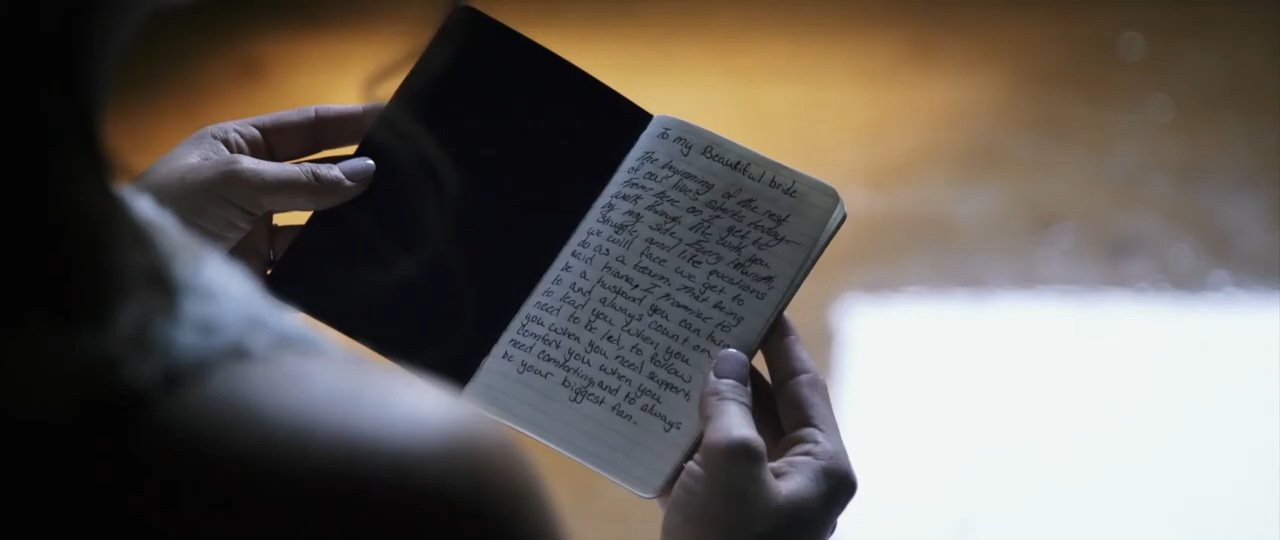 To my Beautiful bride
The beginning of the rest
of our lives starts today.
From here on I get to
walk through life with you
by my side. Every triumph,
struggle, and life questions
we will face we get to
do as a team. That being
said Kiana, I promise to
be a husband you can turn
to and always count on
to lead you when you
need to be led, to follow
you when you need support,
comfort you when you
need comforting, and to always
be your biggest fan.